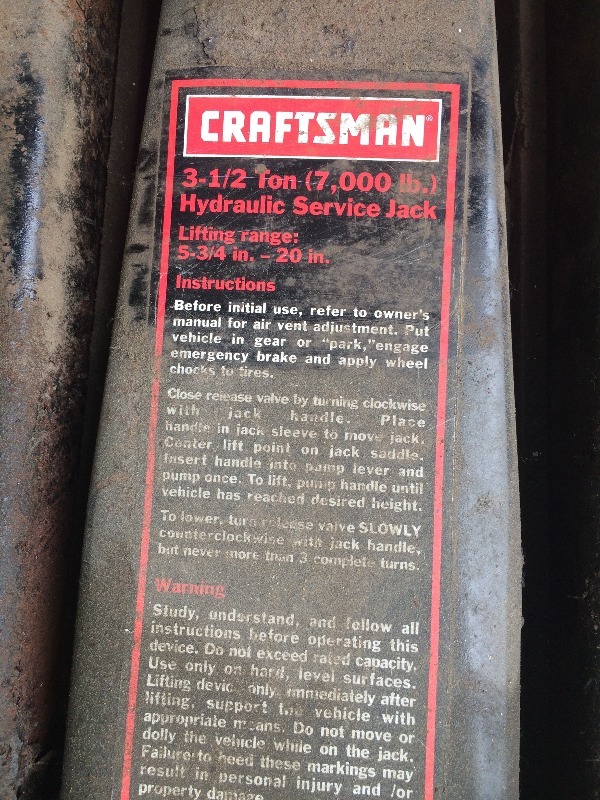 CRAFTSMAN®
3-1/2 Ton (7,000 lb.)
Hydraulic Service Jack
Lifting range:
5-3/4 in. – 20 in.
Instructions
Before initial use, refer to owner's
manual for air vent adjustment. Put
vehicle in gear or "park,"engage
emergency brake and apply wheel
chocks to tires.
Close release valve by turning clockwise
with jack handle. Place
handle in jack sleeve to move jack.
Center lift point on jack saddle.
Insert handle into pump lever and
pump once. To lift, pump handle until
vehicle has reached desired height.
To lower, turn release valve SLOWLY
counterclockwise with jack handle,
but never more than 3 complete turns.
Warning
Study, understand, and follow all
instructions before operating this
device. Do not exceed rated capacity.
Use only on hard, level surfaces.
Lifting device only. Immediately after
lifting, support the vehicle with
appropriate means. Do not move or
dolly the vehicle while on the jack.
Failure to heed these markings may
result in personal injury and /or
property damage